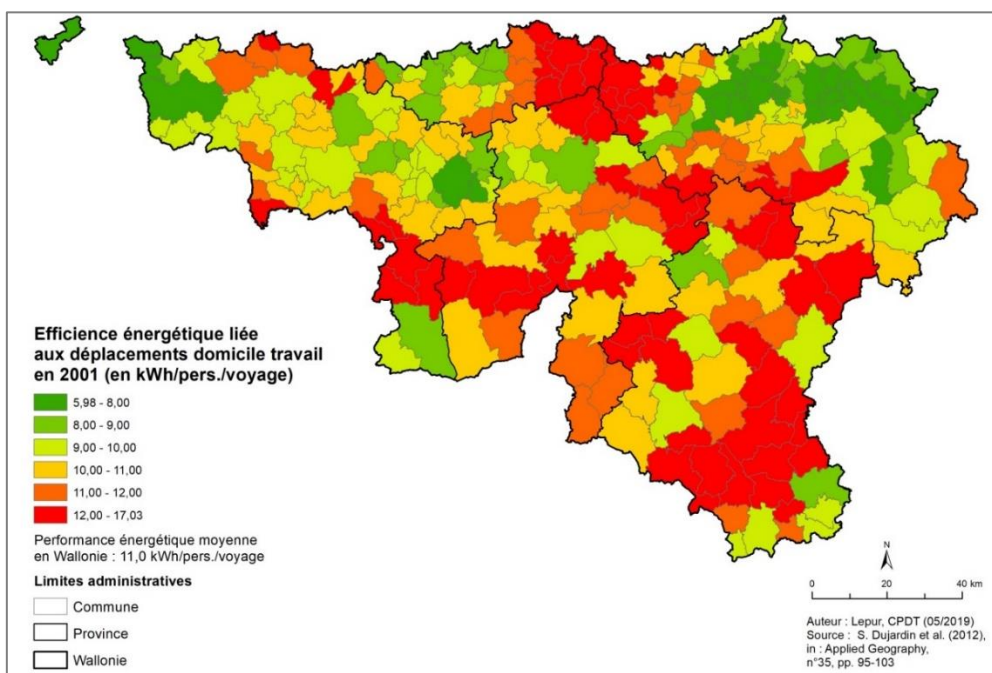 Efficience énergétique liée
aux déplacements domicile travail
en 2001 (en kWh/pers./voyage)
5,98 - 8,00
8,00 - 9,00
9,00 - 10,00
10,00 - 11,00
11,00 - 12,00
12,00 - 17,03
Performance énergétique moyenne
en Wallonie : 11,0 kWh/pers./voyage
Limites administratives
Commune
Province
Wallonie
N
0 20 40 km
Auteur : Lepur, CPDT (05/2019)
Source : S. Dujardin et al. (2012),
in : Applied Geography,
n°35, pp. 95-103